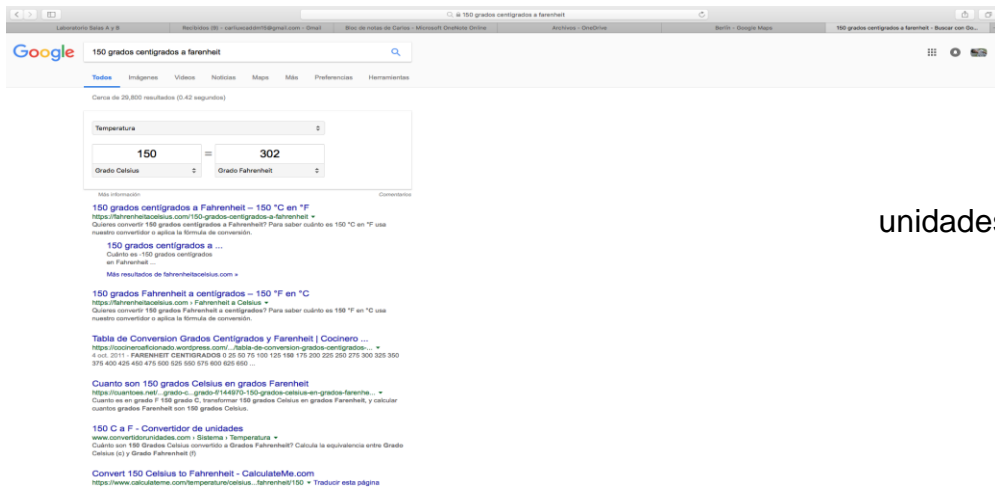 150 grados centigrados a farenheit
Laboratorio Salas A y B
Bloc de notas de Carlos - Microsoft OneNote Online
Archivos - OneDrive
Berlín - Google Maps
150 grados centigrados a farenheit - Buscar con Go...
Google
150 grados centigrados a farenheit
Todos Imágenes Videos Noticias Maps Más Preferencias Herramientas
Cerca de 29,800 resultados (0.42 segundos)
Temperatura
150 = 302
Grado Celsius Grado Fahrenheit
Más información Comentarios
unidades
150 grados centígrados a Fahrenheit – 150 °C en °F
https://fahrenheitacelsius.com/150-grados-centigrados-a-fahrenheit
Quieres convertir 150 grados centígrados a Fahrenheit? Para saber cuánto es 150 °C en °F usa
nuestro convertidor o aplica la fórmula de conversión.
150 grados centígrados a ...
Cuánto es -150 grados centígrados
en Fahrenheit ...
Más resultados de fahrenheitacelsius.com »
150 grados Fahrenheit a centígrados – 150 °F en °C
https://fahrenheitacelsius.com › Fahrenheit a Celsius
Quieres convertir 150 grados Fahrenheit a centígrados? Para saber cuánto es 150 °F en °C usa
nuestro convertidor o aplica la fórmula de conversión.
Tabla de Conversion Grados Centígrados y Farenheit | Cocinero ...
https://cocineroaficionado.wordpress.com/.../tabla-de-conversion-grados-centigrados-...
4 oct. 2011 - FARENHEIT CENTIGRADOS 0 25 50 75 100 125 150 175 200 225 250 275 300 325 350
375 400 425 450 475 500 525 550 575 600 625 650 ...
Cuanto son 150 grados Celsius en grados Farenheit
https://cuantoes.net/...grado-c...grado-f/144970-150-grados-celsius-en-grados-farenhe...
Cuanto es en grado F 150 grado C, transformar 150 grados Celsius en grados Farenheit, y calcular
cuantos grados Farenheit son 150 grados Celsius.
150 C a F - Convertidor de unidades
www.convertidorunidades.com › Sistema › Temperatura
Cuánto son 150 Grados Celsius convertido a Grados Fahrenheit? Calcula la equivalencia entre Grado
Celsius (c) y Grado Fahrenheit (f)
Convert 150 Celsius to Fahrenheit - CalculateMe.com
https://www.calculateme.com/temperature/celsius.../fahrenheit/150 Traducir esta página